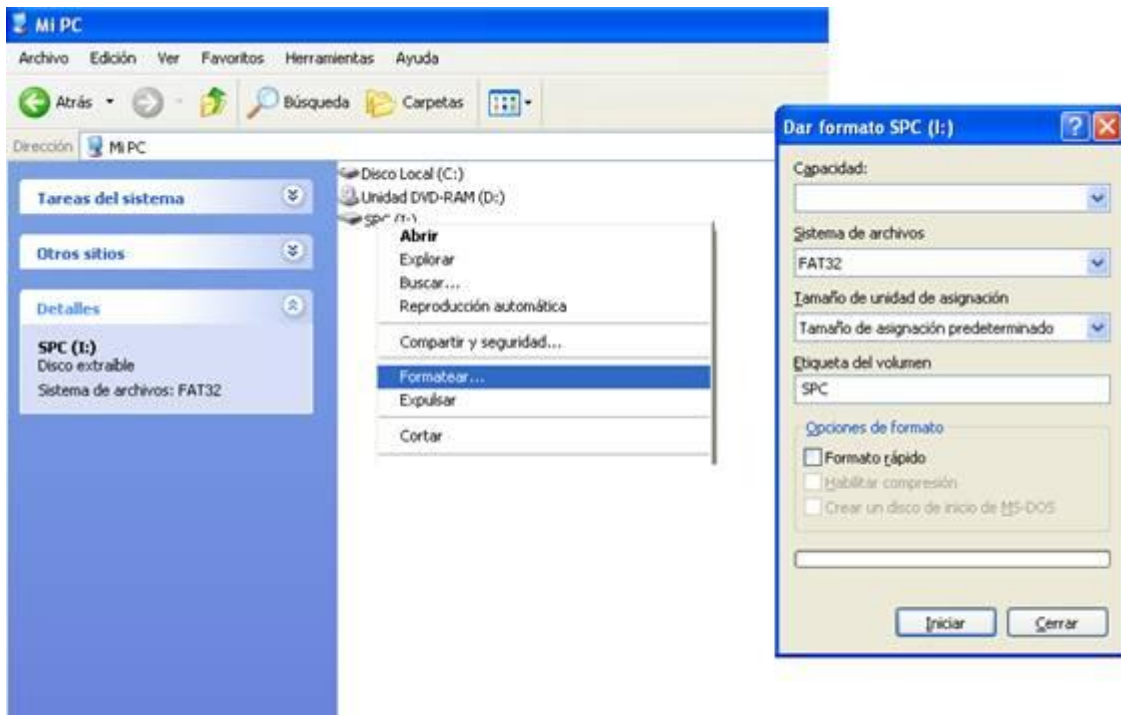 Mi PC
Archivo Edición Ver Favoritos Herramientas Ayuda
Atrás Búsqueda Carpetas
Dirección Mi PC
Tareas del sistema
Otros sitios
Detalles
SPC (I:)
Disco extraíble
Sistema de archivos: FAT32
Disco Local (C:)
Unidad DVD-RAM (D:)
SPC (I:)
Abrir
Explorar
Buscar...
Reproducción automática
Compartir y seguridad...
Formatear...
Expulsar
Cortar
Dar formato SPC (I:)
Capacidad:
Sistema de archivos
FAT32
Tamaño de unidad de asignación
Tamaño de asignación predeterminado
Etiqueta del volumen
SPC
Opciones de formato
Formato rápido
Habilitar compresión
Crear un disco de inicio de MS-DOS
Iniciar Cerrar